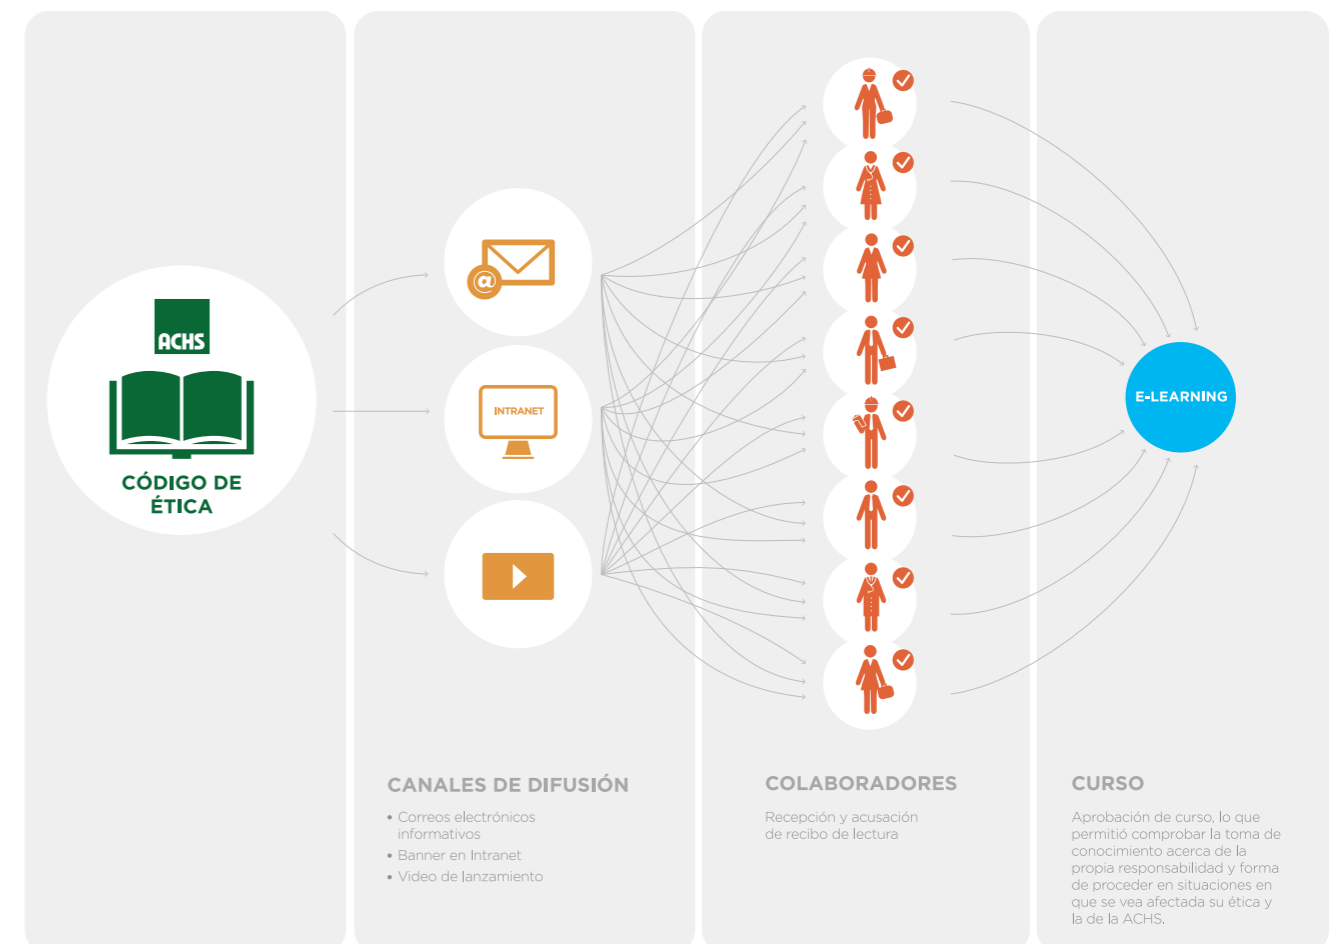 ACHS
CÓDIGO DE
ÉTICA
@
INTRANET
E-LEARNING
CANALES DE DIFUSIÓN
• Correos electrónicos
informativos
• Banner en Intranet
• Video de lanzamiento
COLABORADORES
Recepción y acusación
de recibo de lectura
CURSO
Aprobación de curso, lo que
permitió comprobar la toma de
conocimiento acerca de la
propia responsabilidad y forma
de proceder en situaciones en
que se vea afectada su ética y
la de la ACHS.